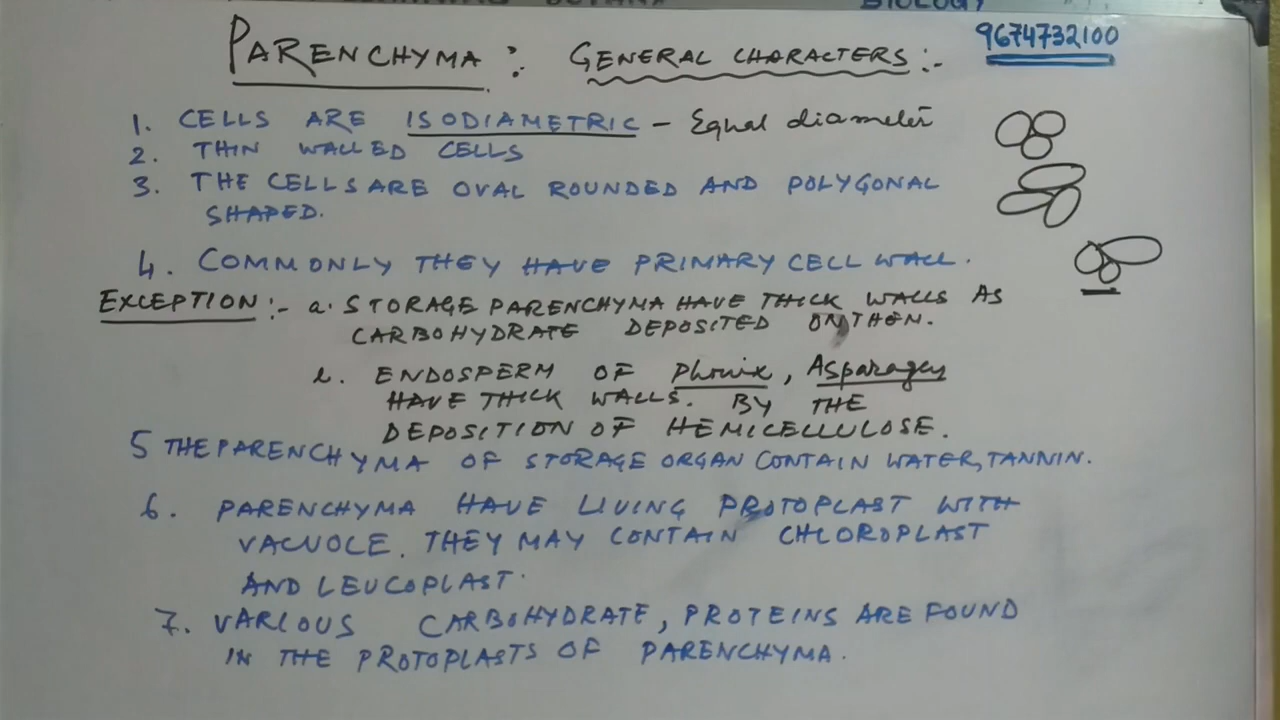 BIOLOGY
PARENCHYMA: GENERAL CHARACTERS:-
9674732100
1. CELLS ARE ISODIAMETRIC - Equal diameter
2. THIN WALLED CELLS
3. THE CELLS ARE OVAL ROUNDED AND POLYGONAL
SHAPED.
4. COMMONLY THEY HAVE PRIMARY CELL WALL.
EXCEPTION:- a. STORAGE PARENCHYMA HAVE THICK WALLS AS
CARBOHYDRATE DEPOSITED ON THEN.
b. ENDOSPERM OF Phoenix, Asparagus
HAVE THICK WALLS. BY THE
DEPOSITION OF HEMICELLULOSE.
5 THE PARENCHYMA OF STORAGE ORGAN CONTAIN WATER, TANNIN.
6. PARENCHYMA HAVE LIVING PROTOPLAST WITH
VACUOLE. THEY MAY CONTAIN CHLOROPLAST
AND LEUCOPLAST.
7. VARIOUS CARBOHYDRATE, PROTEINS ARE FOUND
IN THE PROTOPLASTS OF PARENCHYMA.